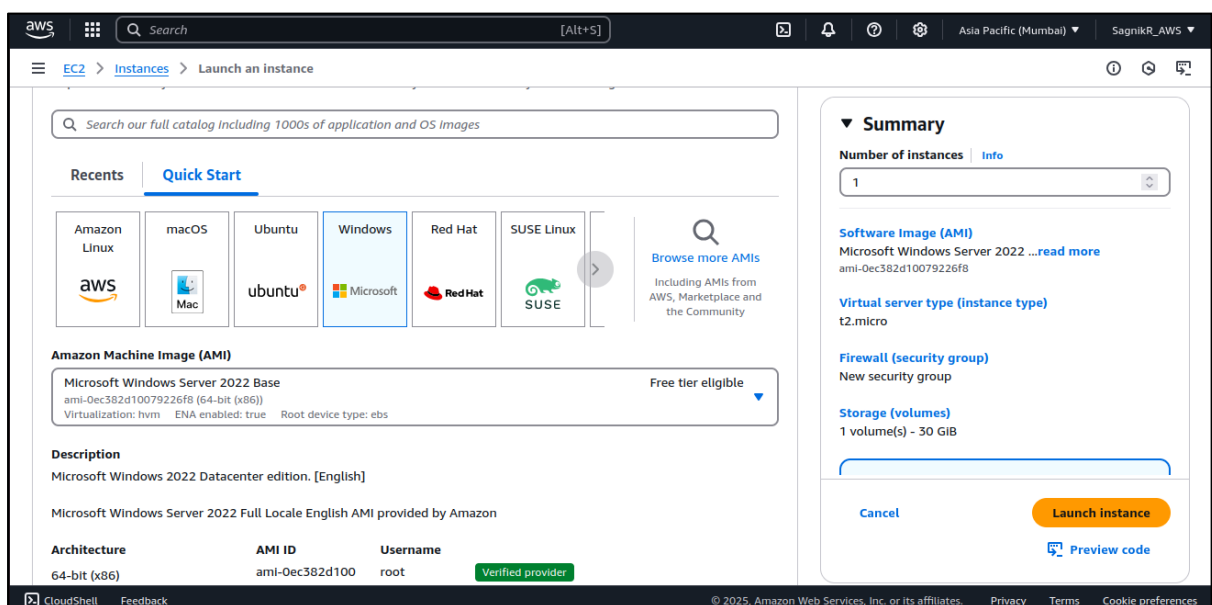 aws
Search [Alt+S]
Asia Pacific (Mumbai) ▼ SagnikR_AWS ▼
EC2 > Instances > Launch an instance
Search our full catalog including 1000s of application and OS images
Recents Quick Start
Amazon Linux
aws
macOS
Mac
Ubuntu
ubuntu®
Windows
Microsoft
Red Hat
Red Hat
SUSE Linux
SUSE
Browse more AMIs
Including AMIs from
AWS, Marketplace and
the Community
Amazon Machine Image (AMI)
Microsoft Windows Server 2022 Base Free tier eligible
ami-0ec382d10079226f8 (64-bit (x86))
Virtualization: hvm ENA enabled: true Root device type: ebs
Description
Microsoft Windows 2022 Datacenter edition. [English]
Microsoft Windows Server 2022 Full Locale English AMI provided by Amazon
Architecture AMI ID Username
64-bit (x86) ami-0ec382d100 root Verified provider
▼ Summary
Number of instances Info
1
Software Image (AMI)
Microsoft Windows Server 2022 ...read more
ami-0ec382d10079226f8
Virtual server type (instance type)
t2.micro
Firewall (security group)
New security group
Storage (volumes)
1 volume(s) - 30 GiB
Cancel Launch instance
Preview code
CloudShell Feedback © 2025, Amazon Web Services, Inc. or its affiliates. Privacy Terms Cookie preferences